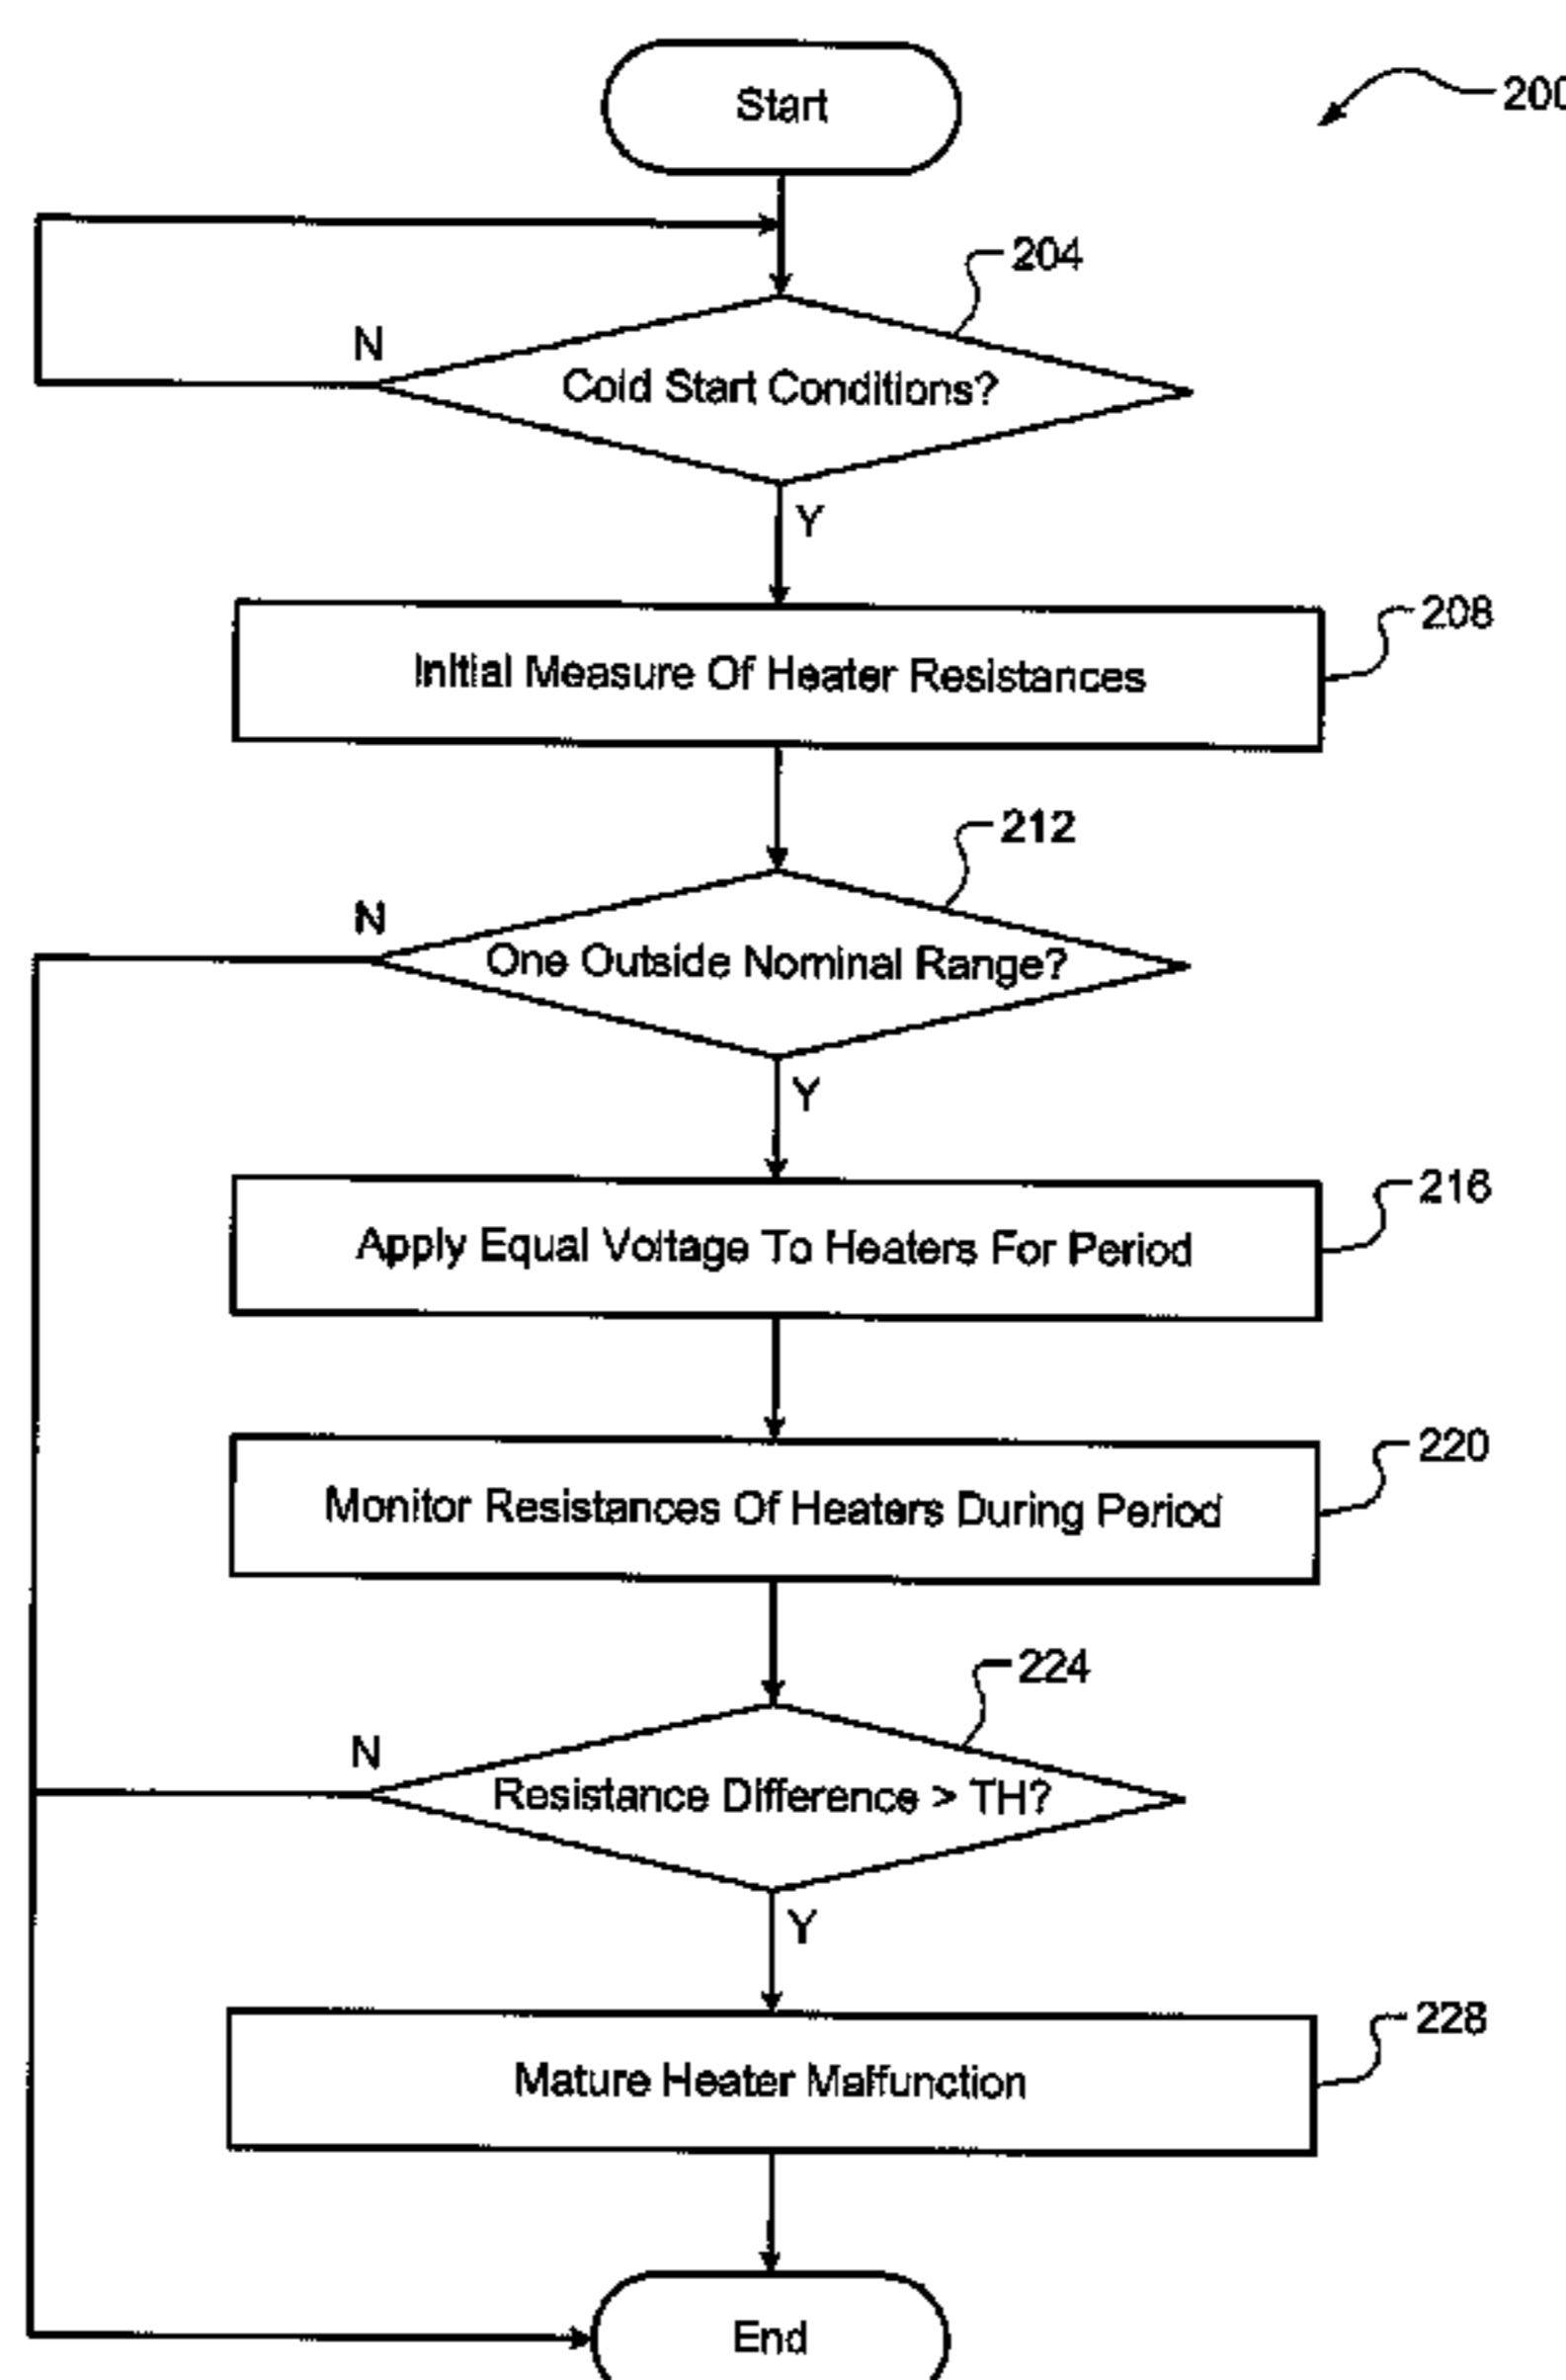 Start
200
204
N
Cold Start Conditions?
Y
208
Initial Measure Of Heater Resistances
212
N
One Outside Nominal Range?
Y
216
Apply Equal Voltage To Heaters For Period
220
Monitor Resistances Of Heaters During Period
224
N
Resistance Difference > TH?
Y
228
Mature Heater Malfunction
End